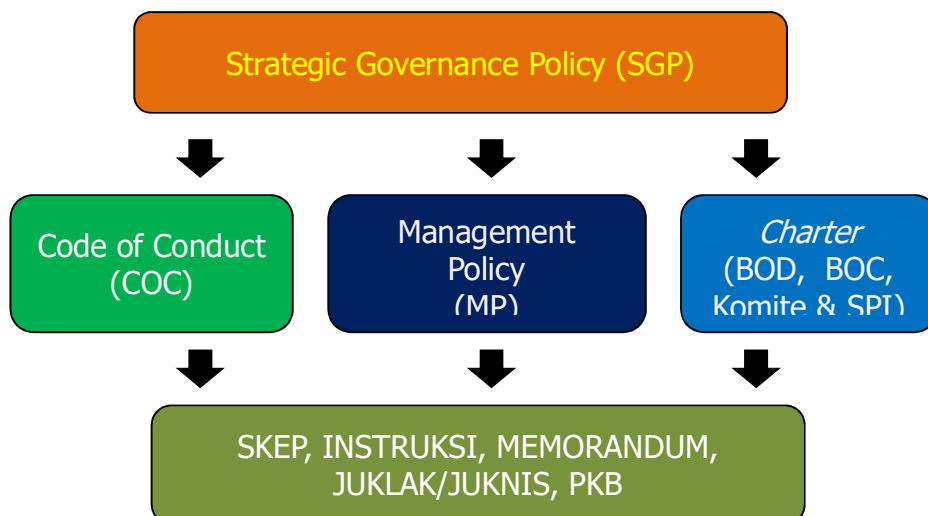 Strategic Governance Policy (SGP)
Code of Conduct
(COC)
Management
Policy
(MP)
Charter
(BOD, BOC,
Komite & SPI)
SKEP, INSTRUKSI, MEMORANDUM,
JUKLAK/JUKNIS, PKB